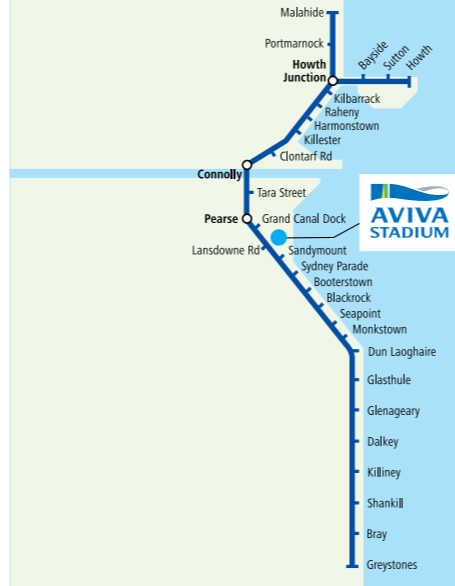 Malahide
Portmarnock
Howth
Junction
Bayside
Sutton
Howth
Kilbarrack
Raheny
Harmonstown
Killester
Clontarf Rd
Connolly
Tara Street
Pearse
Grand Canal Dock
AVIVA
STADIUM
Lansdowne Rd
Sandymount
Sydney Parade
Booterstown
Blackrock
Seapoint
Monkstown
Dun Laoghaire
Glasthule
Glenageary
Dalkey
Killiney
Shankill
Bray
Greystones